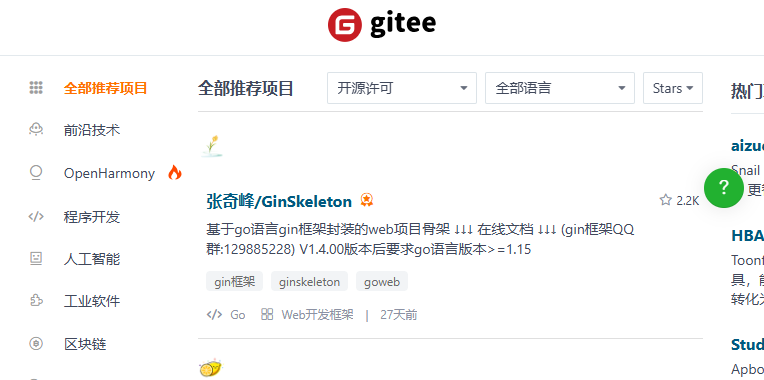 gitee
全部推荐项目
前沿技术
OpenHarmony
程序开发
人工智能
工业软件
区块链
全部推荐项目
开源许可
全部语言
Stars
张奇峰/GinSkeleton
2.2K
基于go语言gin框架封装的web项目骨架 ↓↓↓ 在线文档 ↓↓↓ (gin框架QQ
群:129885228) V1.4.00版本后要求go语言版本>=1.15
gin框架
ginskeleton
goweb
Go
Web开发框架
|
27天前
热门
?
Snail
更
HBA
具,
转化
Stud
Apbo